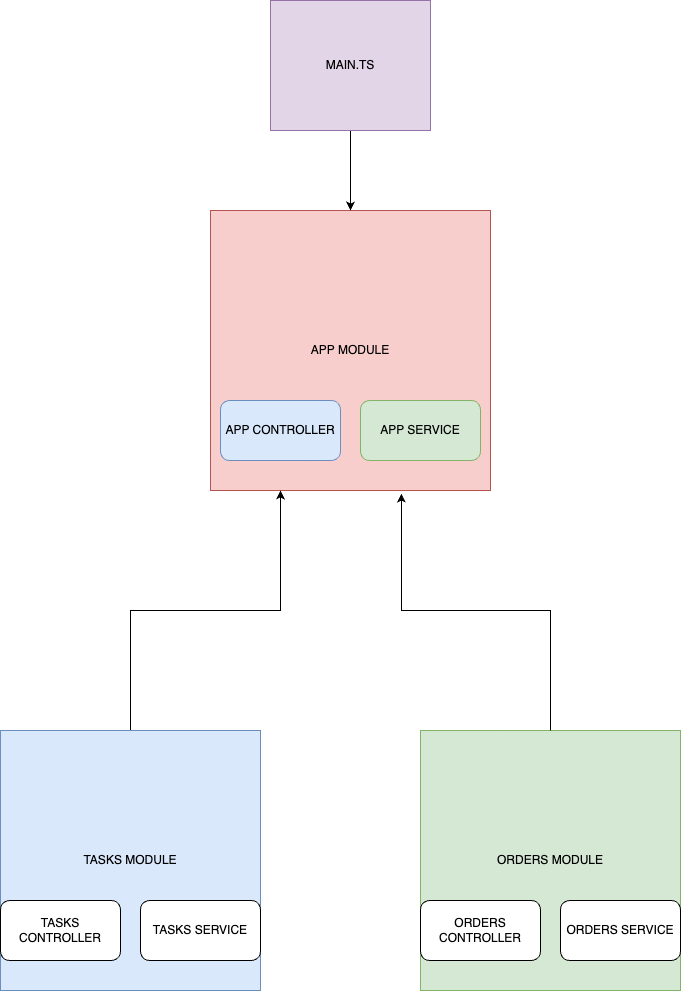 MAIN.TS
APP MODULE
APP CONTROLLER
APP SERVICE
TASKS MODULE
TASKS
CONTROLLER
TASKS SERVICE
ORDERS MODULE
ORDERS
CONTROLLER
ORDERS SERVICE